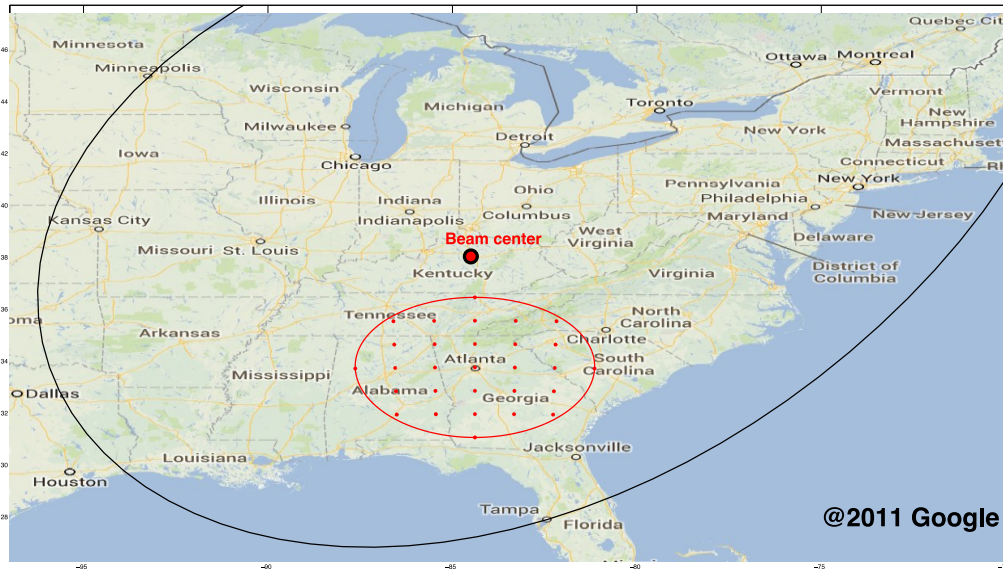 Quebec Cit
Minnesota
46
Ottawa Montreal
Minneapolis
Wisconsin
Vermont
44
Michigan
Toronto
New
Hampshire
Milwaukee
Detroit
New York
Massachuset
42
Iowa
Chicago
Connecticut
RI
Ohio
Pennsylvania
New York
Illinois
Indiana
Philadelphia
40
Kansas City
Indianapolis
Columbus
Maryland
New Jersey
Beam center
West
Virginia
Delaware
Missouri St. Louis
38
Kentucky
Virginia
District of
Columbia
36
Tennessee
North
Carolina
oma
Arkansas
Charlotte
34
Atlanta
South
Carolina
Mississippi
Alabama
Georgia
Dallas
32
Jacksonville
Louisiana
30
Houston
Tampa
28
Florida
@2011 Google
-95
-90
-85
-80
-75